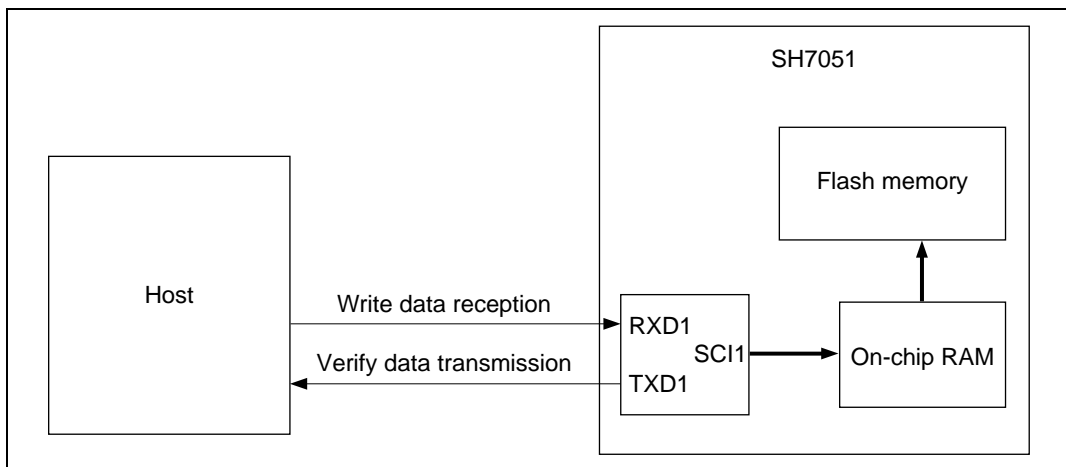 SH7051
Flash memory
Host
Write data reception
RXD1
SCI1
On-chip RAM
Verify data transmission
TXD1